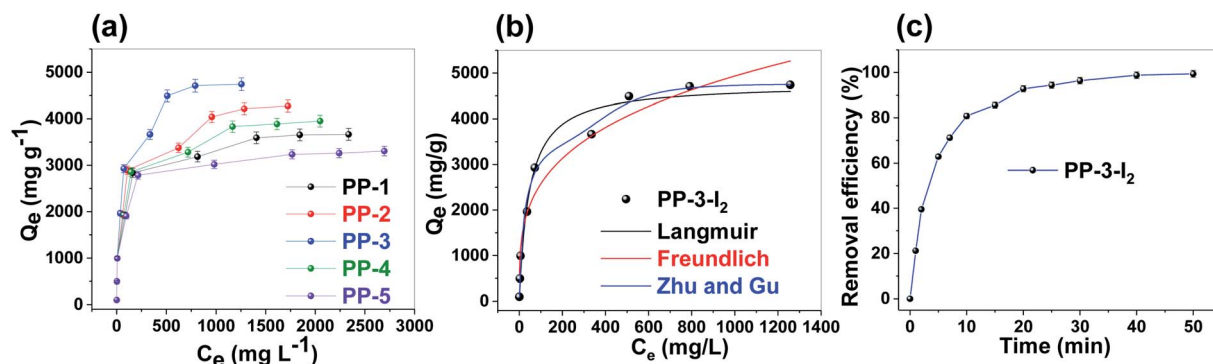 (a)
Qe (mg g-1)
5000
4000
3000
2000
1000
0
PP-1
PP-2
PP-3
PP-4
PP-5
0 500 1000 1500 2000 2500 3000
Ce (mg L-1)
(b)
Qe (mg/g)
5000
4000
3000
2000
1000
0
PP-3-I2
Langmuir
Freundlich
Zhu and Gu
0 200 400 600 800 1000 1200 1400
Ce (mg/L)
(c)
Removal efficiency (%)
100
80
60
40
20
0
PP-3-I2
0 10 20 30 40 50
Time (min)